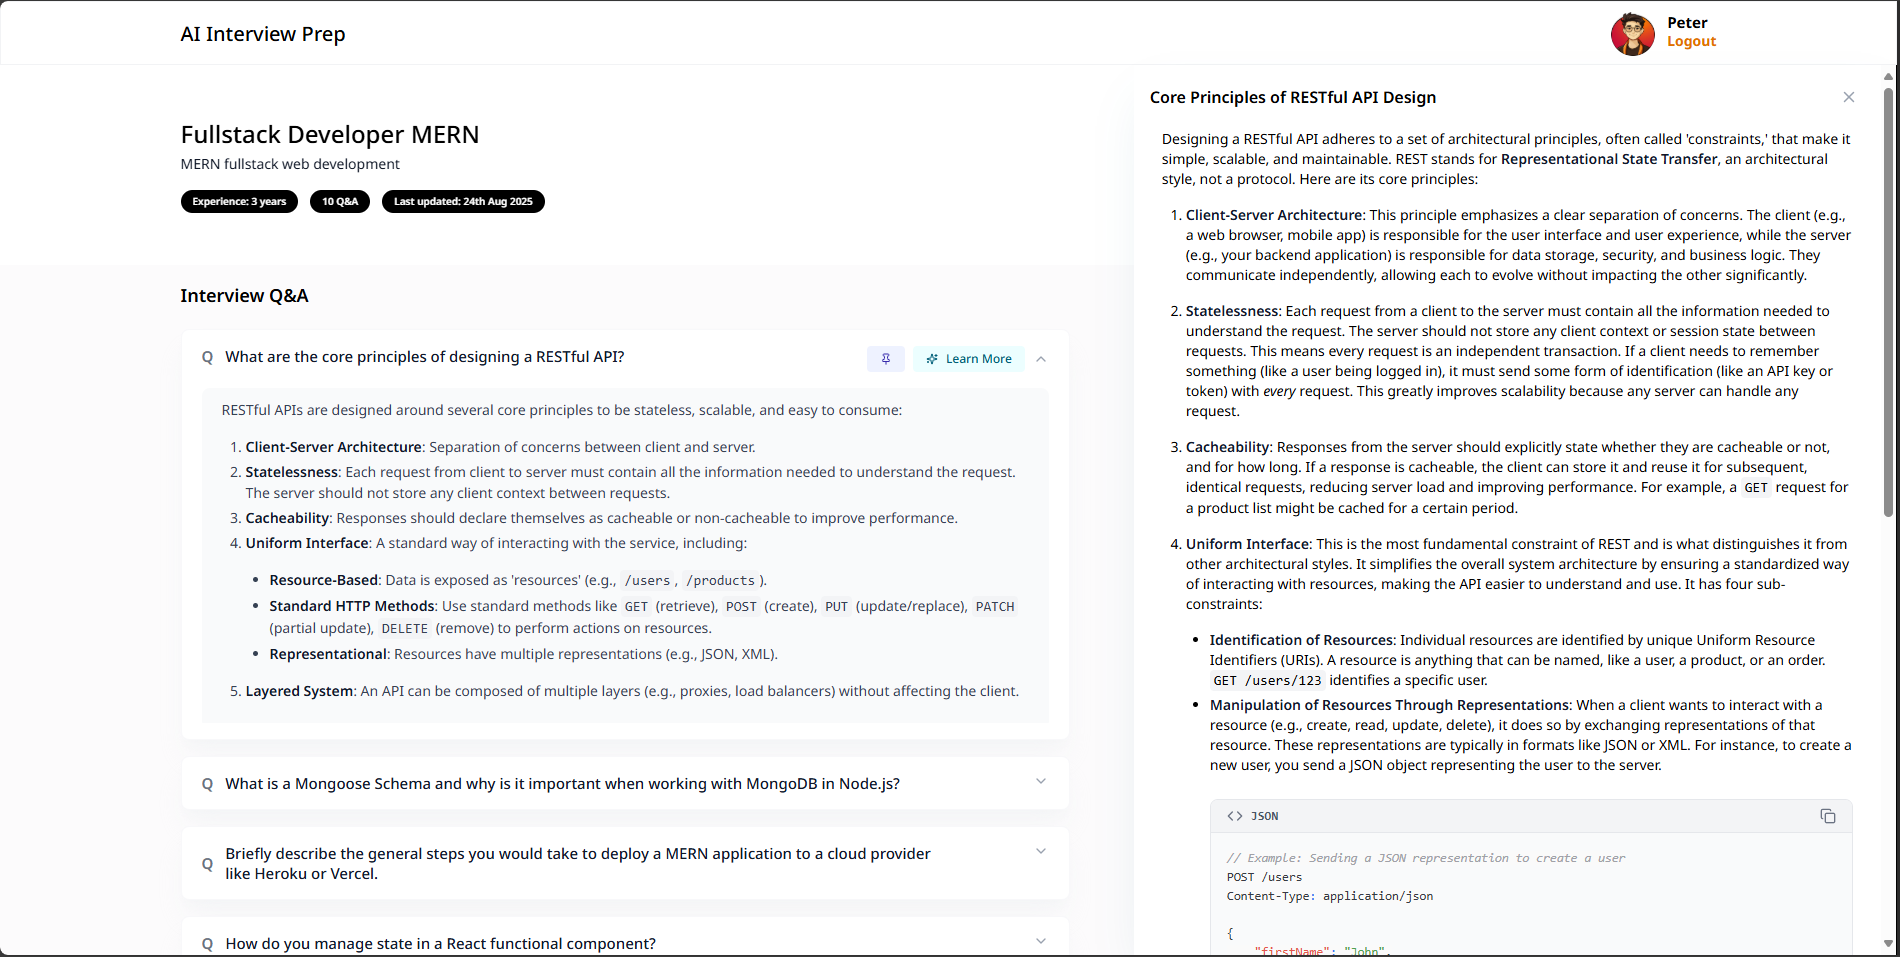 AI Interview Prep
Peter
Logout
Fullstack Developer MERN
MERN fullstack web development
Experience: 3 years
10 Q&A
Last updated: 24th Aug 2025
Interview Q&A
Q What are the core principles of designing a RESTful API?
Learn More
RESTful APIs are designed around several core principles to be stateless, scalable, and easy to consume:
1. Client-Server Architecture: Separation of concerns between client and server.
2. Statelessness: Each request from client to server must contain all the information needed to understand the request.
The server should not store any client context between requests.
3. Cacheability: Responses should declare themselves as cacheable or non-cacheable to improve performance.
4. Uniform Interface: A standard way of interacting with the service, including:
• Resource-Based: Data is exposed as 'resources' (e.g., /users, /products).
• Standard HTTP Methods: Use standard methods like GET (retrieve), POST (create), PUT (update/replace), PATCH
(partial update), DELETE (remove) to perform actions on resources.
• Representational: Resources have multiple representations (e.g., JSON, XML).
5. Layered System: An API can be composed of multiple layers (e.g., proxies, load balancers) without affecting the client.
Q What is a Mongoose Schema and why is it important when working with MongoDB in Node.js?
Q Briefly describe the general steps you would take to deploy a MERN application to a cloud provider
like Heroku or Vercel.
Q How do you manage state in a React functional component?
Core Principles of RESTful API Design
Designing a RESTful API adheres to a set of architectural principles, often called 'constraints,' that make it
simple, scalable, and maintainable. REST stands for Representational State Transfer, an architectural
style, not a protocol. Here are its core principles:
1. Client-Server Architecture: This principle emphasizes a clear separation of concerns. The client (e.g.,
a web browser, mobile app) is responsible for the user interface and user experience, while the server
(e.g., your backend application) is responsible for data storage, security, and business logic. They
communicate independently, allowing each to evolve without impacting the other significantly.
2. Statelessness: Each request from a client to the server must contain all the information needed to
understand the request. The server should not store any client context or session state between
requests. This means every request is an independent transaction. If a client needs to remember
something (like a user being logged in), it must send some form of identification (like an API key or
token) with every request. This greatly improves scalability because any server can handle any
request.
3. Cacheability: Responses from the server should explicitly state whether they are cacheable or not,
and for how long. If a response is cacheable, the client can store it and reuse it for subsequent,
identical requests, reducing server load and improving performance. For example, a GET request for
a product list might be cached for a certain period.
4. Uniform Interface: This is the most fundamental constraint of REST and is what distinguishes it from
other architectural styles. It simplifies the overall system architecture by ensuring a standardized way
of interacting with resources, making the API easier to understand and use. It has four sub-
constraints:
• Identification of Resources: Individual resources are identified by unique Uniform Resource
Identifiers (URIs). A resource is anything that can be named, like a user, a product, or an order.
GET /users/123 identifies a specific user.
• Manipulation of Resources Through Representations: When a client wants to interact with a
resource (e.g., create, read, update, delete), it does so by exchanging representations of that
resource. These representations are typically in formats like JSON or XML. For instance, to create a
new user, you send a JSON object representing the user to the server.
<> JSON
// Example: Sending a JSON representation to create a user
POST /users
Content-Type: application/json
{
"firstName": "John",